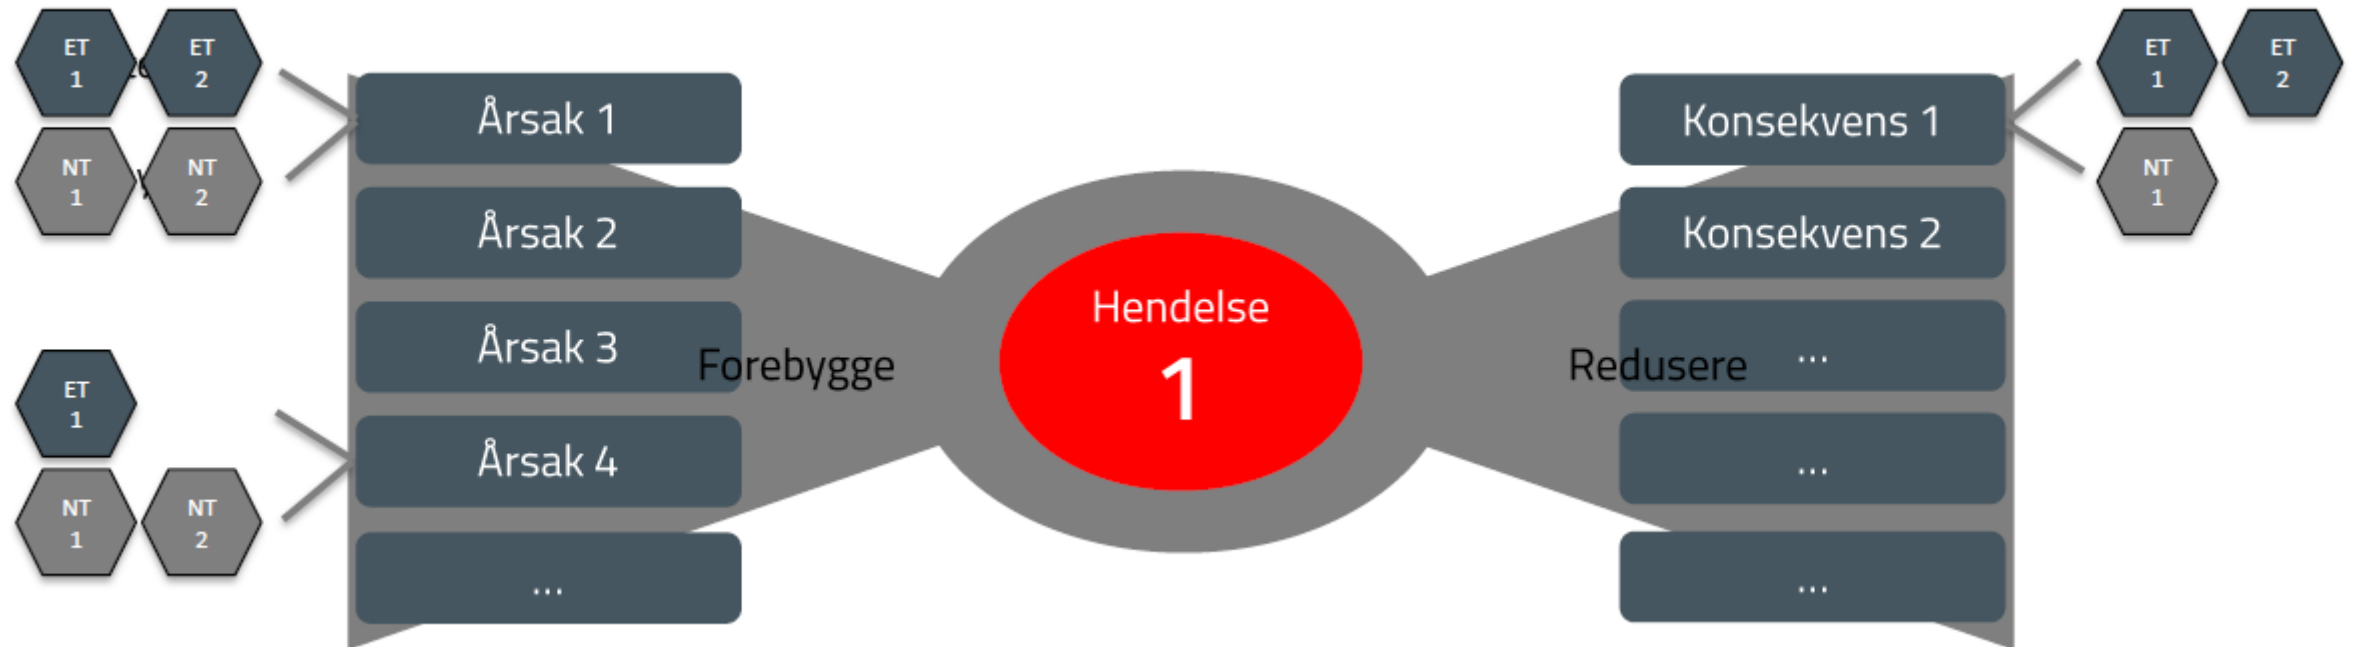 ET
1
ET
2
NT
1
NT
2
ET
1
NT
1
NT
2
Årsak 1
Årsak 2
Årsak 3
Årsak 4
...
Forebygge
Hendelse
1
Redusere
Konsekvens 1
Konsekvens 2
...
...
...
ET
1
ET
2
NT
1